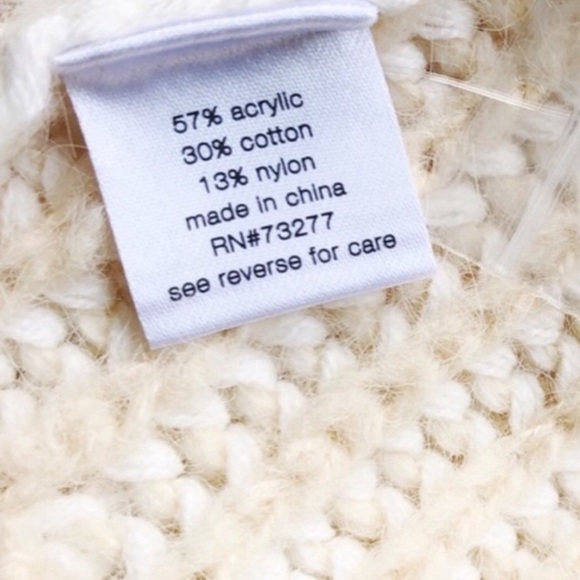 57% acrylic
30% cotton
13% nylon
made in china
RN#73277
see reverse for care